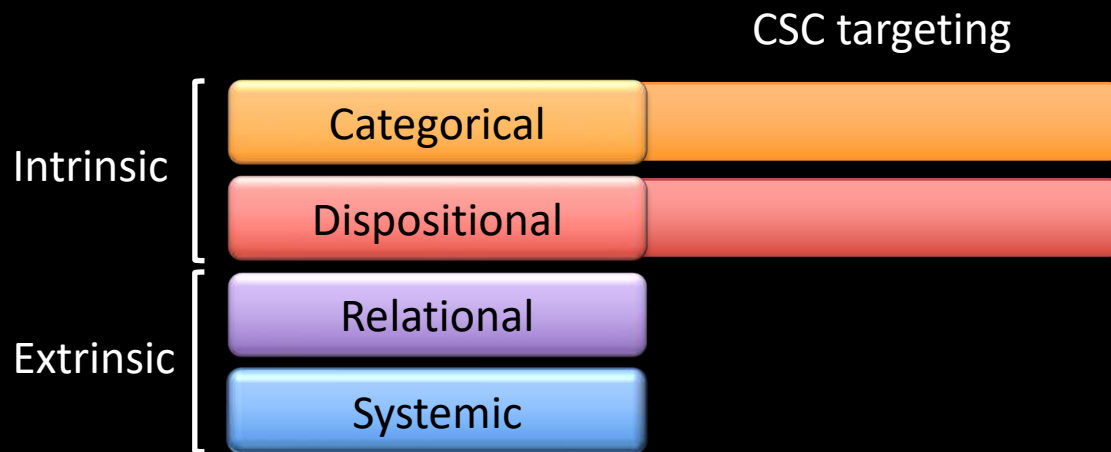 CSC targeting
Intrinsic
Categorical
Dispositional
Extrinsic
Relational
Systemic